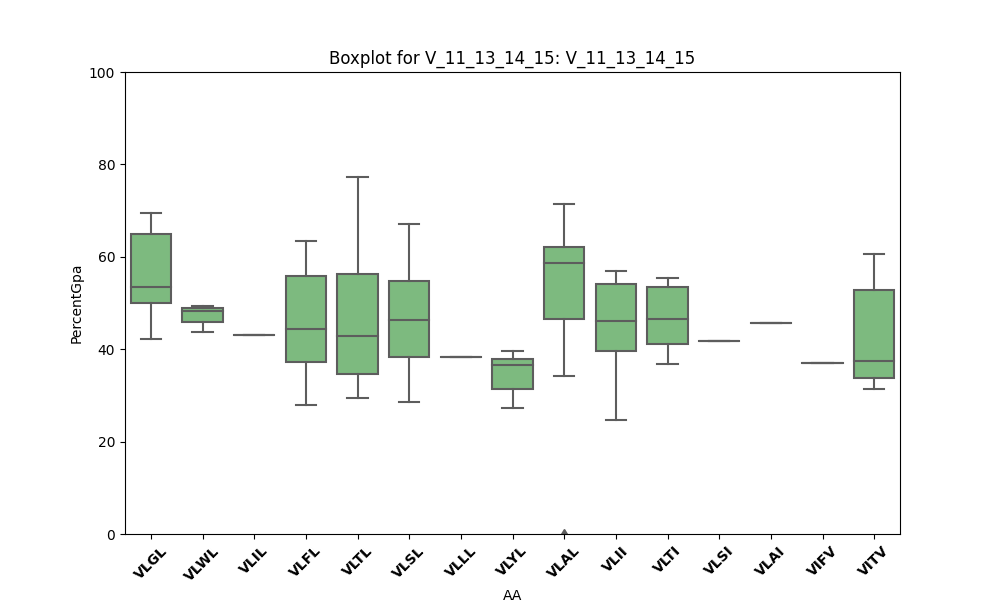 Boxplot for V_11_13_14_15: V_11_13_14_15
100
80
60
40
20
0
PercentGpa
VLGL VLWL VLIL VLFL VLTL VLSL VLLL VLYL VLAL VLII VLTI VLSI VLAI VIFV VITV
AA